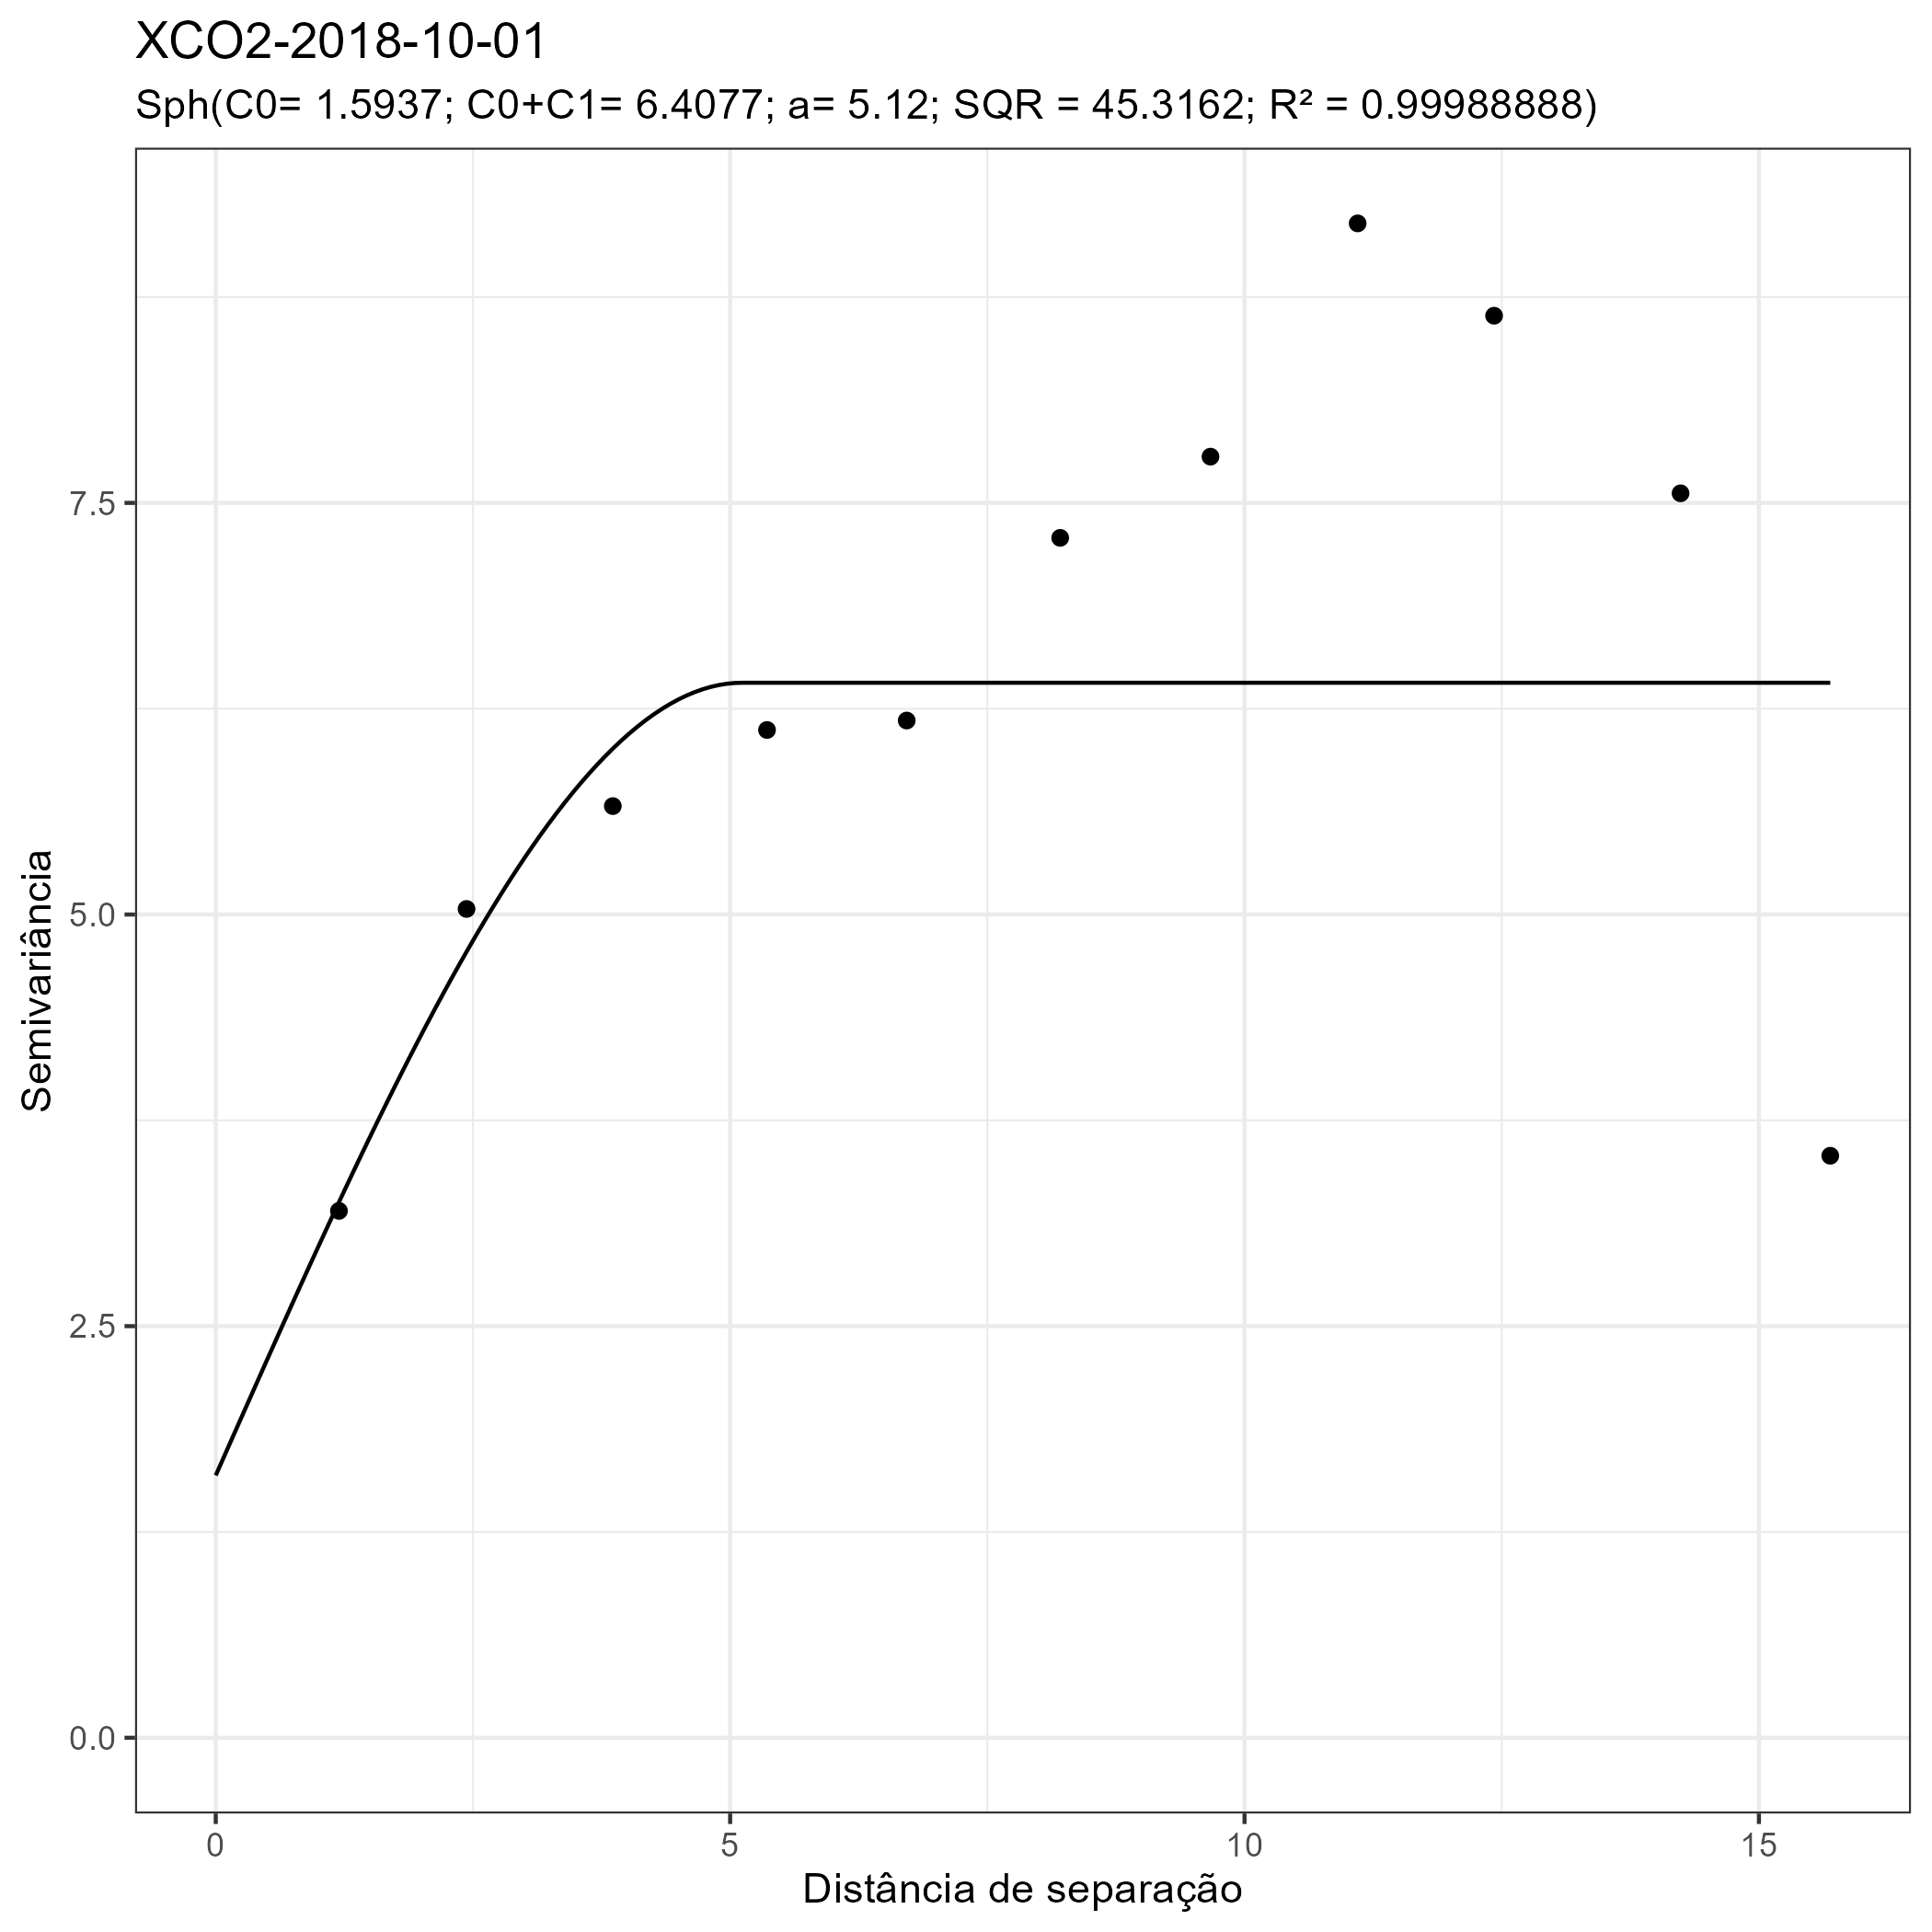 XCO2-2018-10-01
Sph(C0= 1.5937; C0+C1= 6.4077; a= 5.12; SQR = 45.3162; R² = 0.99988888)
Semivariância
7.5
5.0
2.5
0.0
0
5
10
15
Distância de separação